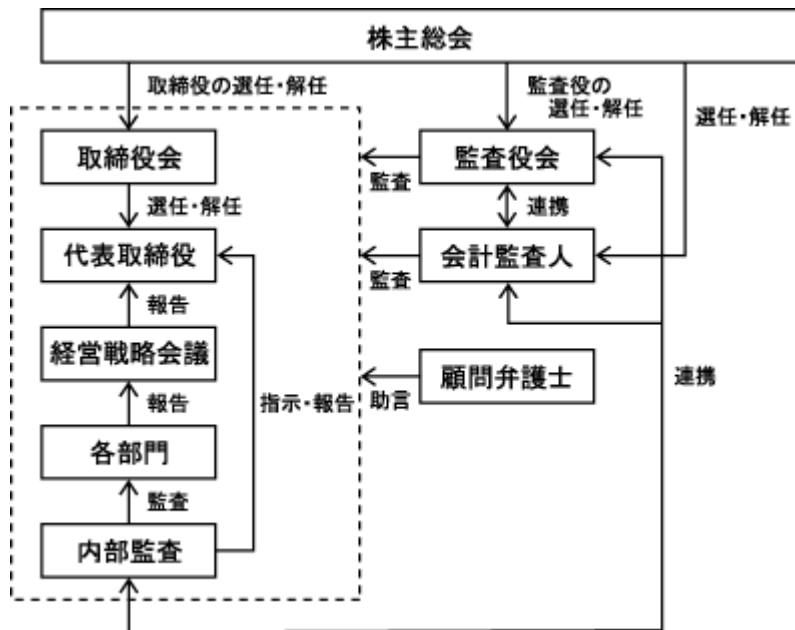 株主総会
取締役の選任・解任
監査役の
選任・解任
選任・解任
取締役会
監査
監査役会
選任・解任
連携
代表取締役
監査
会計監査人
報告
経営戦略会議
指示・報告
助言
顧問弁護士
連携
報告
各部門
監査
内部監査